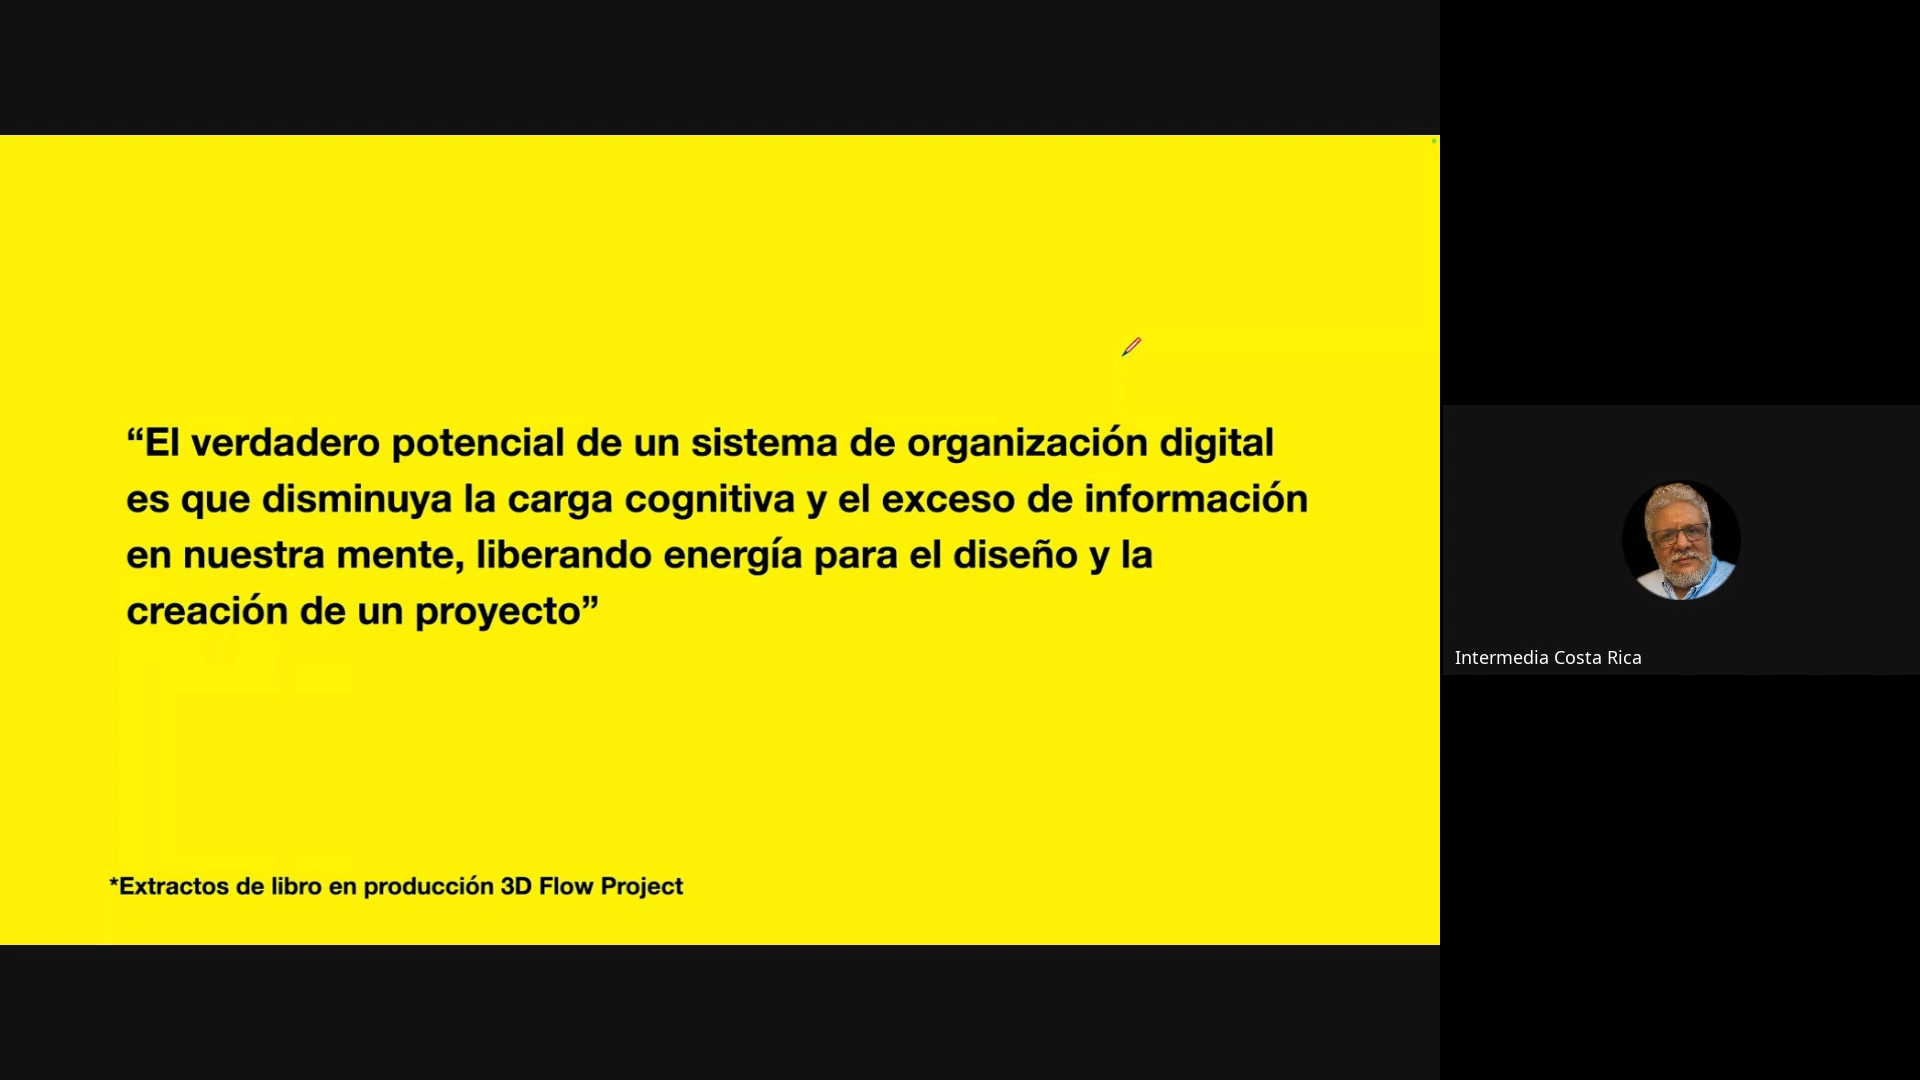 “El verdadero potencial de un sistema de organización digital
es que disminuya la carga cognitiva y el exceso de información
en nuestra mente, liberando energía para el diseño y la
creación de un proyecto”
*Extractos de libro en producción 3D Flow Project
Intermedia Costa Rica